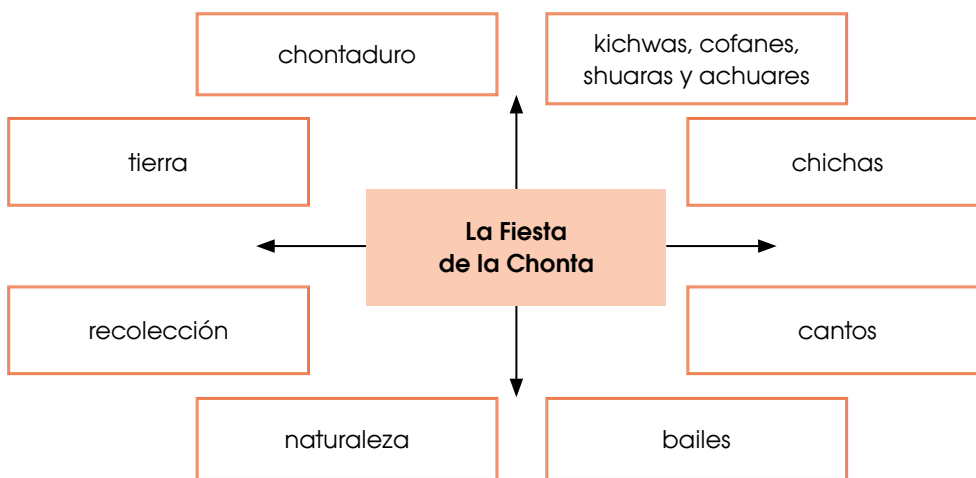 chontaduro
kichwas, cofanes,
shuaras y achuares
tierra
chichas
La Fiesta
de la Chonta
recolección
cantos
naturaleza
bailes